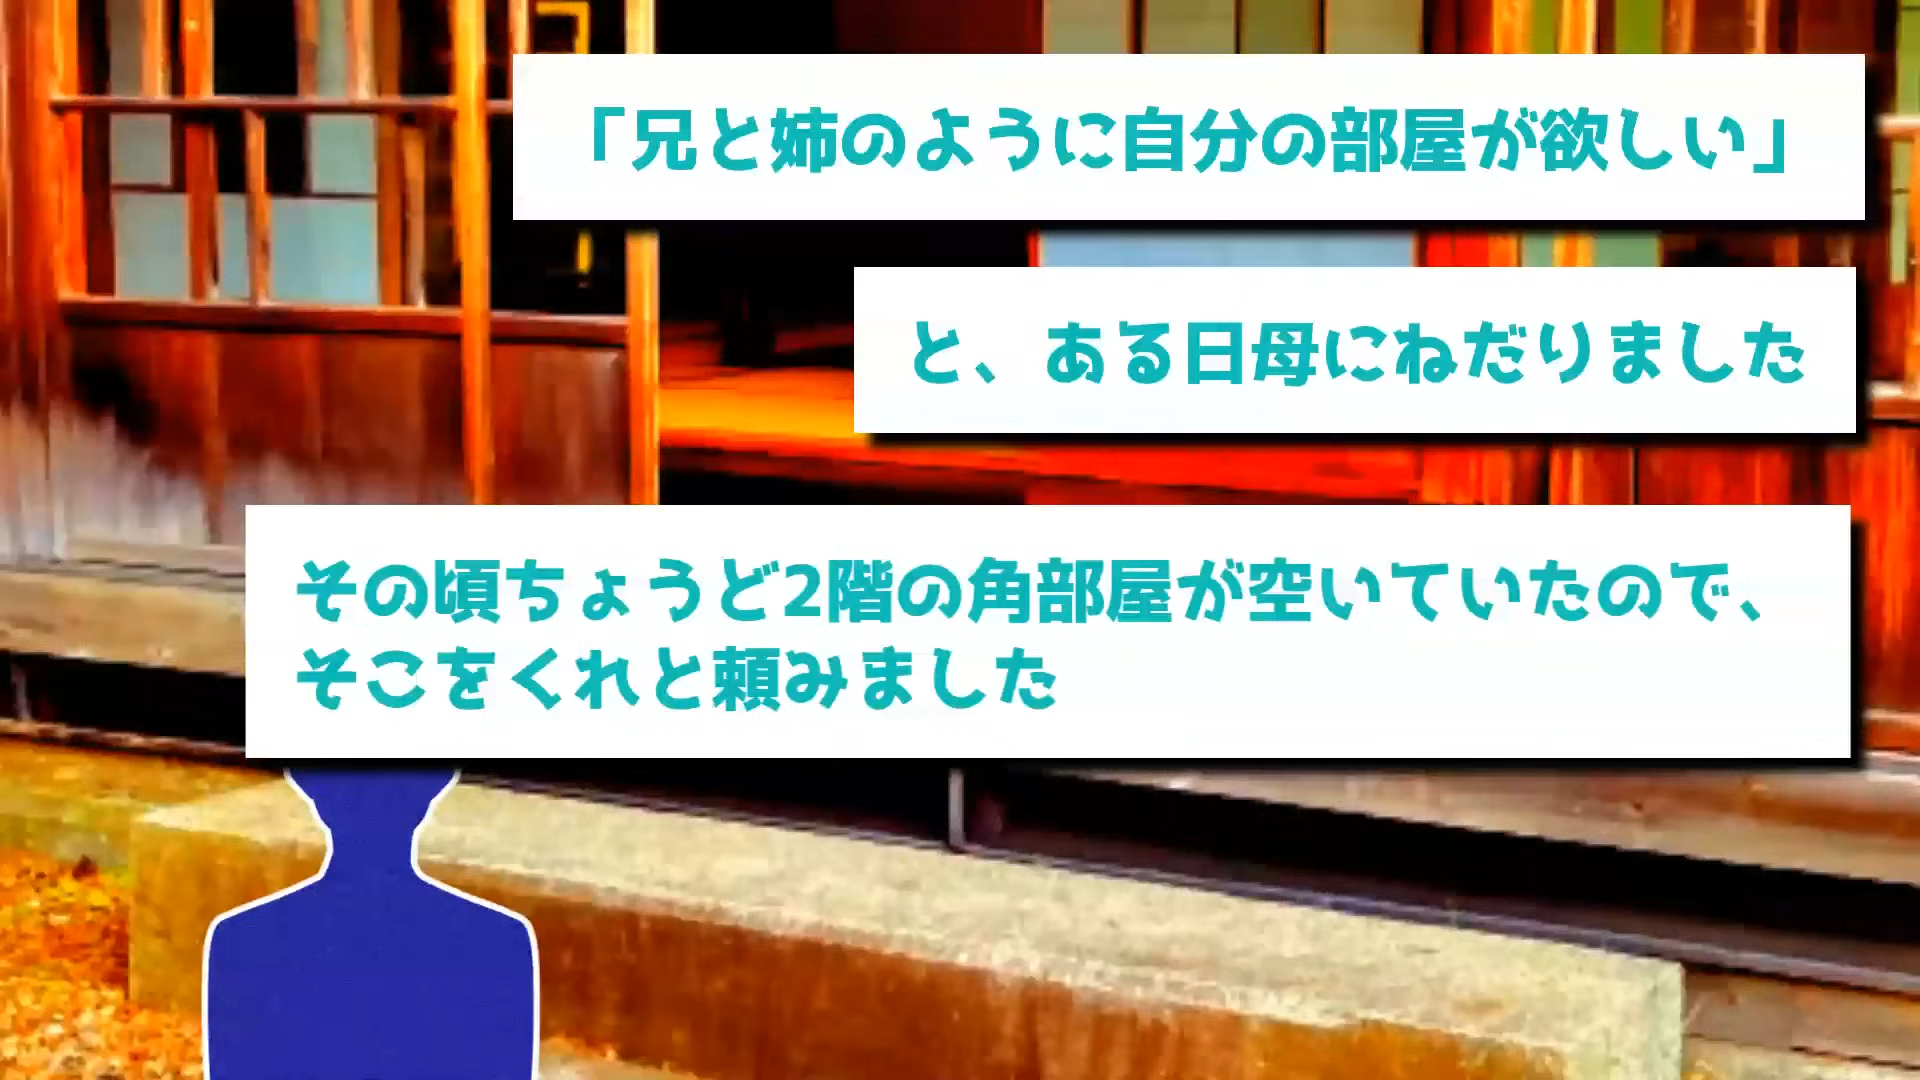 「兄と姉のように自分の部屋が欲しい」
と、ある日母にねだりました
その頃ちょうど2階の角部屋が空いていたので、
そこをくれと頼みました